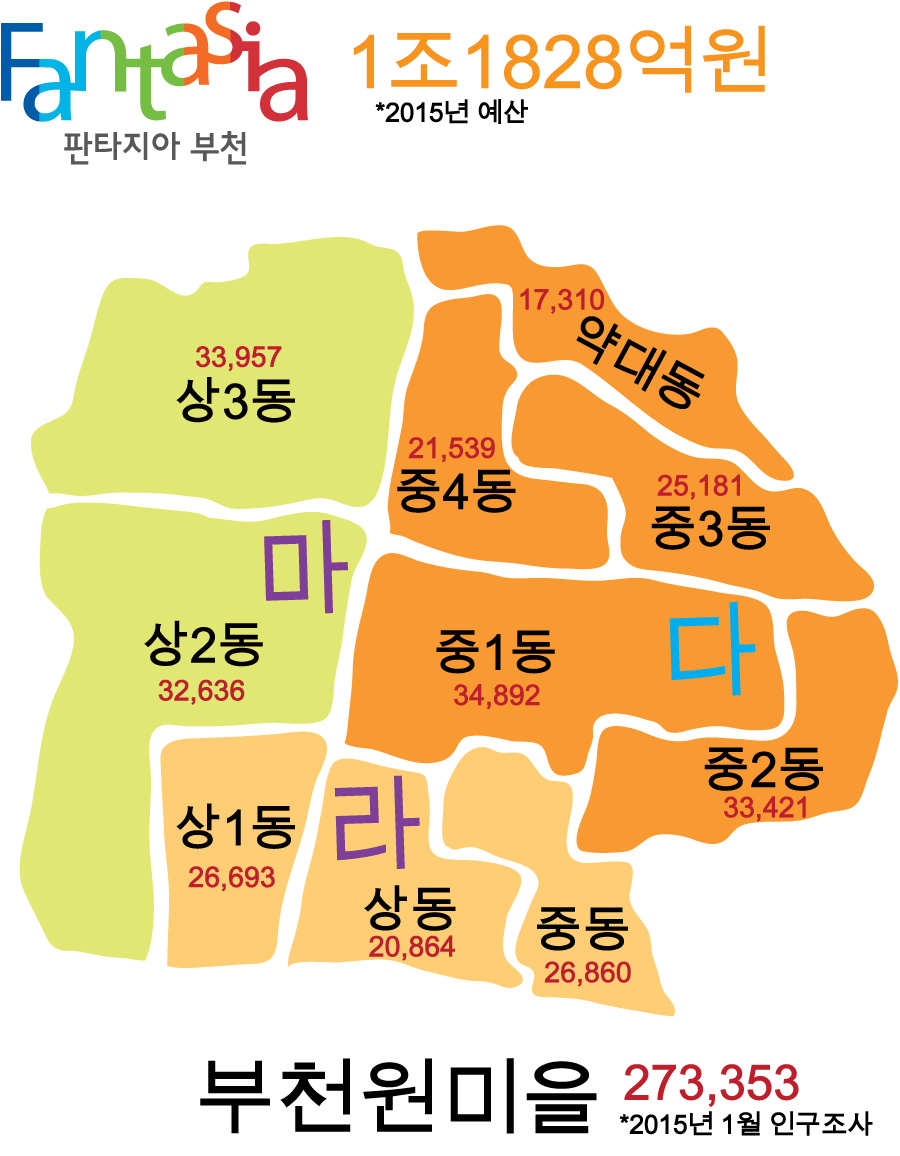 Fantasia
판타지아 부천
1조1828억원
*2015년 예산
17,310
약대동
33,957
상3동
21,539
중4동
25,181
중3동
마
상2동
32,636
중1동
34,892
다
중2동
33,421
상1동
26,693
라
상동
20,864
중동
26,860
부천원미을 273,353
*2015년 1월 인구조사